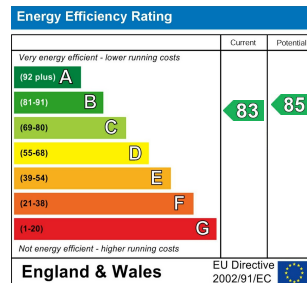 Energy Efficiency Rating
Current
Potential
Very energy efficient - lower running costs
(92 plus) A
(81-91) B
83
85
(69-80) C
(55-68) D
(39-54) E
(21-38) F
(1-20) G
Not energy efficient - higher running costs
England & Wales
EU Directive
2002/91/EC